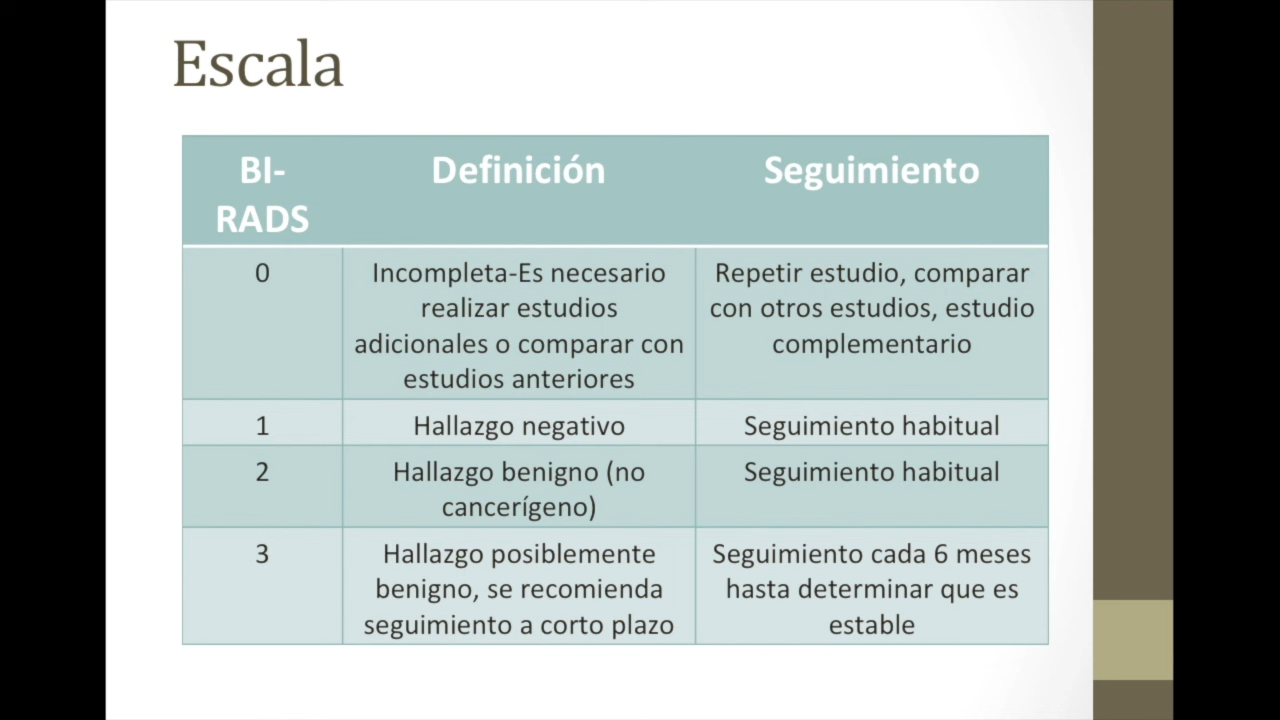 Escala
BI-
RADS
Definición
Seguimiento
0
Incompleta-Es necesario
realizar estudios
adicionales o comparar con
estudios anteriores
Repetir estudio, comparar
con otros estudios, estudio
complementario
1
Hallazgo negativo
Seguimiento habitual
2
Hallazgo benigno (no
cancerígeno)
Seguimiento habitual
3
Hallazgo posiblemente
benigno, se recomienda
seguimiento a corto plazo
Seguimiento cada 6 meses
hasta determinar que es
estable